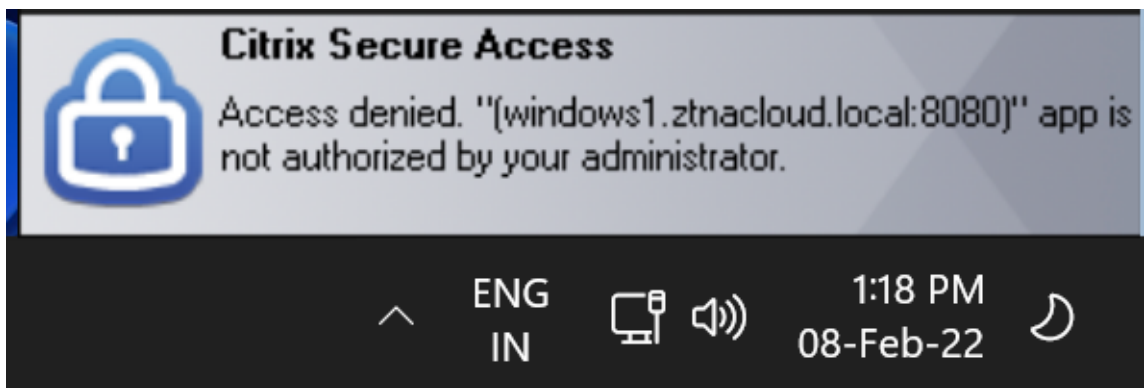 Citrix Secure Access
Access denied. "(windows1.ztnacloud.local:8080)" app is
not authorized by your administrator.
ENG
IN
1:18 PM
08-Feb-22